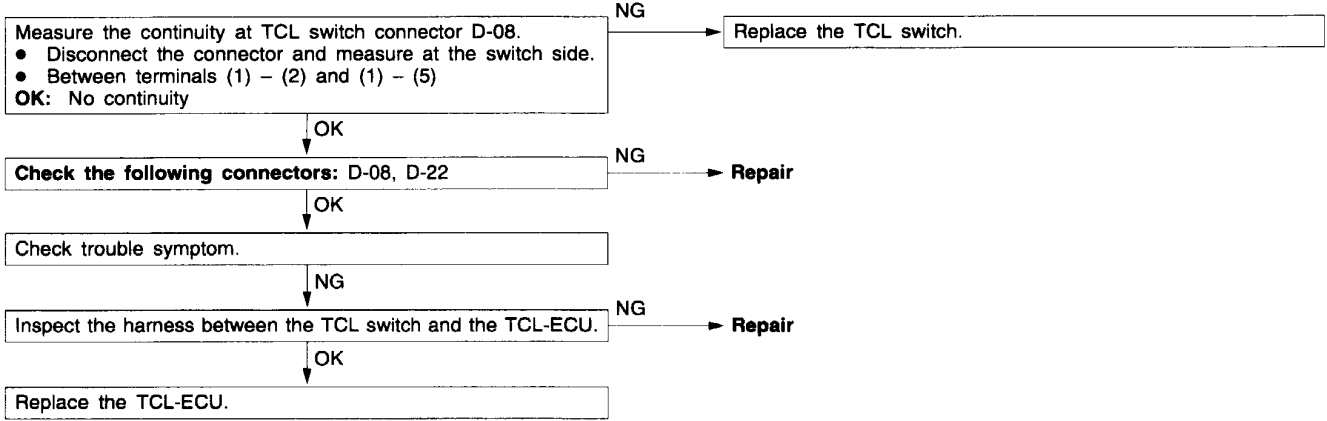 NG
Measure the continuity at TCL switch connector D-08.
Replace the TCL switch.
● Disconnect the connector and measure at the switch side.
● Between terminals (1) – (2) and (1) – (5)
OK: No continuity
OK
NG
Check the following connectors: D-08, D-22
Repair
OK
Check trouble symptom.
NG
NG
Inspect the harness between the TCL switch and the TCL-ECU.
Repair
OK
Replace the TCL-ECU.